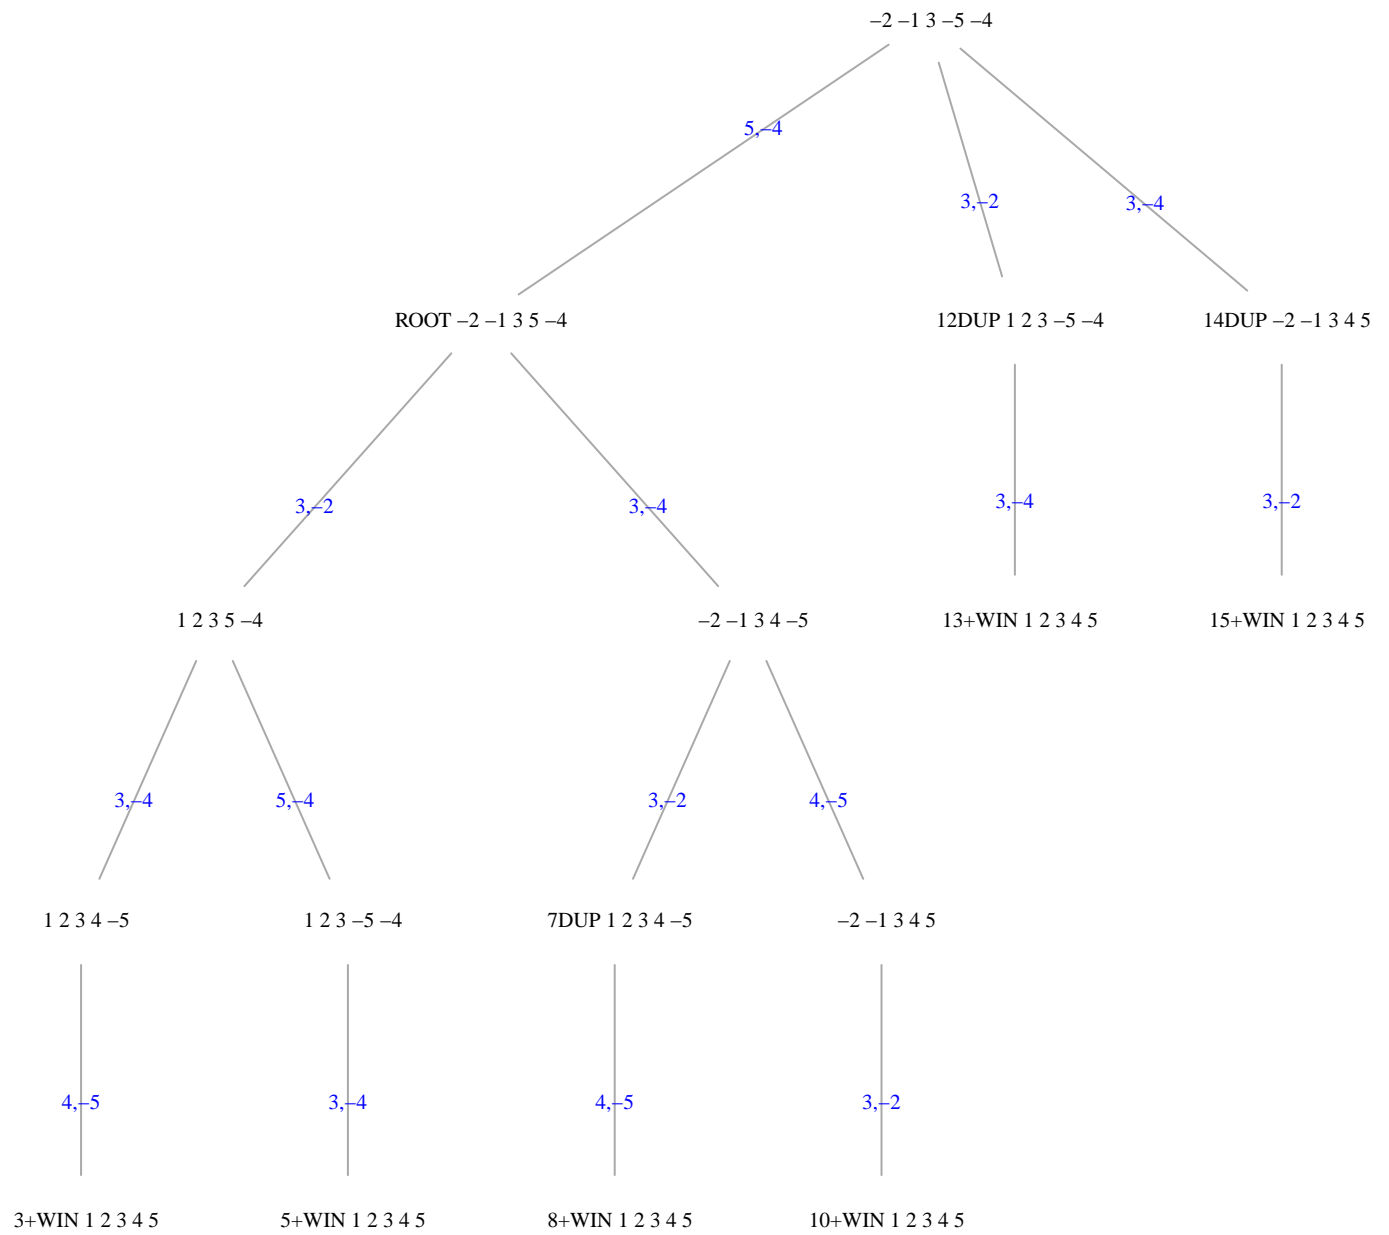 –2 –1 3 –5 –4
5,–4
3,–2
3,–4
ROOT –2 –1 3 5 –4
12DUP 1 2 3 –5 –4
14DUP –2 –1 3 4 5
3,–2
3,–4
3,–4
3,–2
1 2 3 5 –4
–2 –1 3 4 –5
13+WIN 1 2 3 4 5
15+WIN 1 2 3 4 5
3,–4
5,–4
3,–2
4,–5
1 2 3 4 –5
1 2 3 –5 –4
7DUP 1 2 3 4 –5
–2 –1 3 4 5
4,–5
3,–4
4,–5
3,–2
3+WIN 1 2 3 4 5
5+WIN 1 2 3 4 5
8+WIN 1 2 3 4 5
10+WIN 1 2 3 4 5